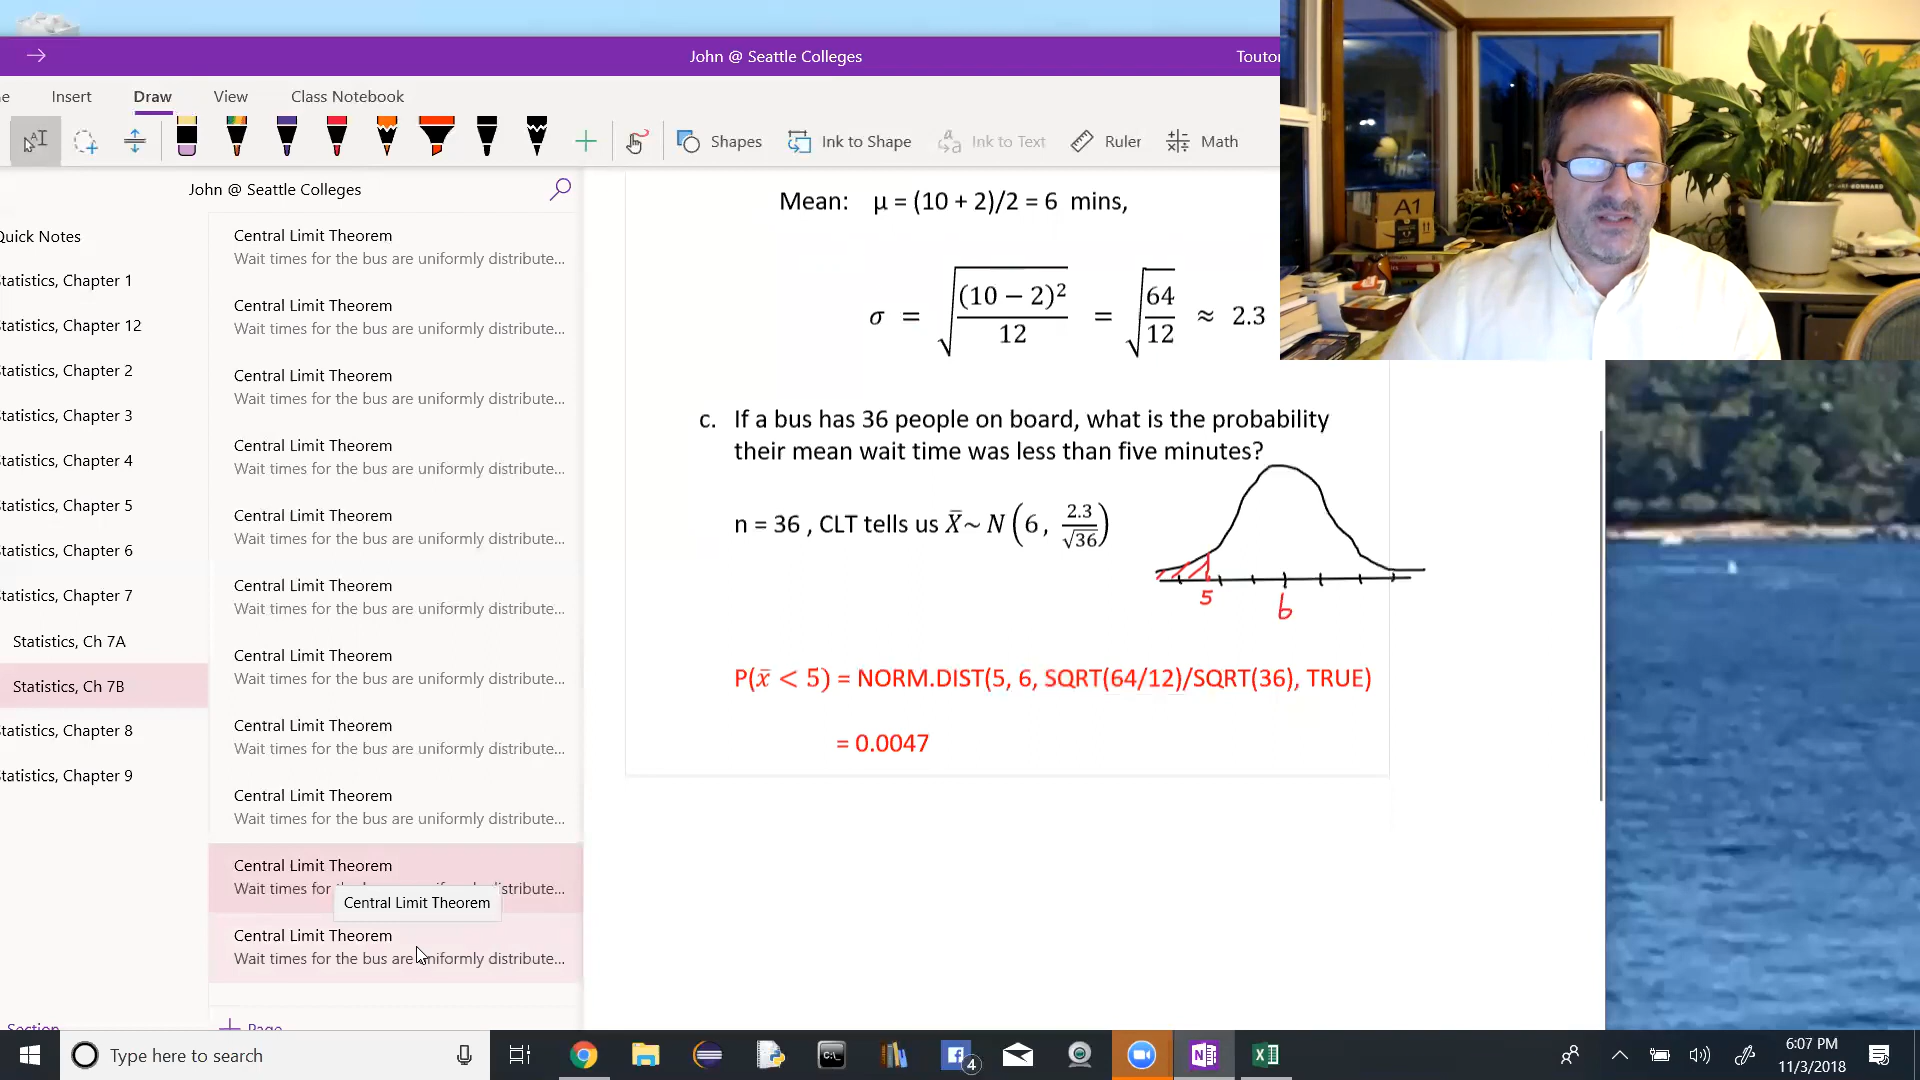 John @ Seattle Colleges
Insert
Draw
View
Class Notebook
Shapes
Ink to Shape
Ink to Text
Ruler
Math
John @ Seattle Colleges
Quick Notes
tatistics, Chapter 1
tatistics, Chapter 12
tatistics, Chapter 2
tatistics, Chapter 3
tatistics, Chapter 4
tatistics, Chapter 5
tatistics, Chapter 6
tatistics, Chapter 7
Statistics, Ch 7A
Statistics, Ch 7B
tatistics, Chapter 8
tatistics, Chapter 9
Central Limit Theorem
Wait times for the bus are uniformly distribute...
Central Limit Theorem
Wait times for the bus are uniformly distribute...
Central Limit Theorem
Wait times for the bus are uniformly distribute...
Central Limit Theorem
Wait times for the bus are uniformly distribute...
Central Limit Theorem
Wait times for the bus are uniformly distribute...
Central Limit Theorem
Wait times for the bus are uniformly distribute...
Central Limit Theorem
Wait times for the bus are uniformly distribute...
Central Limit Theorem
Wait times for the bus are uniformly distribute...
Central Limit Theorem
Wait times for the bus are uniformly distribute...
Central Limit Theorem
Wait times for
stribute...
Central Limit Theorem
Central Limit Theorem
Wait times for the bus are uniformly distribute...
Page
Section
Mean: μ = (10 + 2)/2 = 6 mins,
σ = √((10 − 2)²/12) = √(64/12) ≈ 2.3
c. If a bus has 36 people on board, what is the probability
their mean wait time was less than five minutes?
n = 36 , CLT tells us X̄~ N (6, 2.3/√36)
5
6
P(x̄ < 5) = NORM.DIST(5, 6, SQRT(64/12)/SQRT(36), TRUE)
= 0.0047
A1
Type here to search
4
6:07 PM
11/3/2018